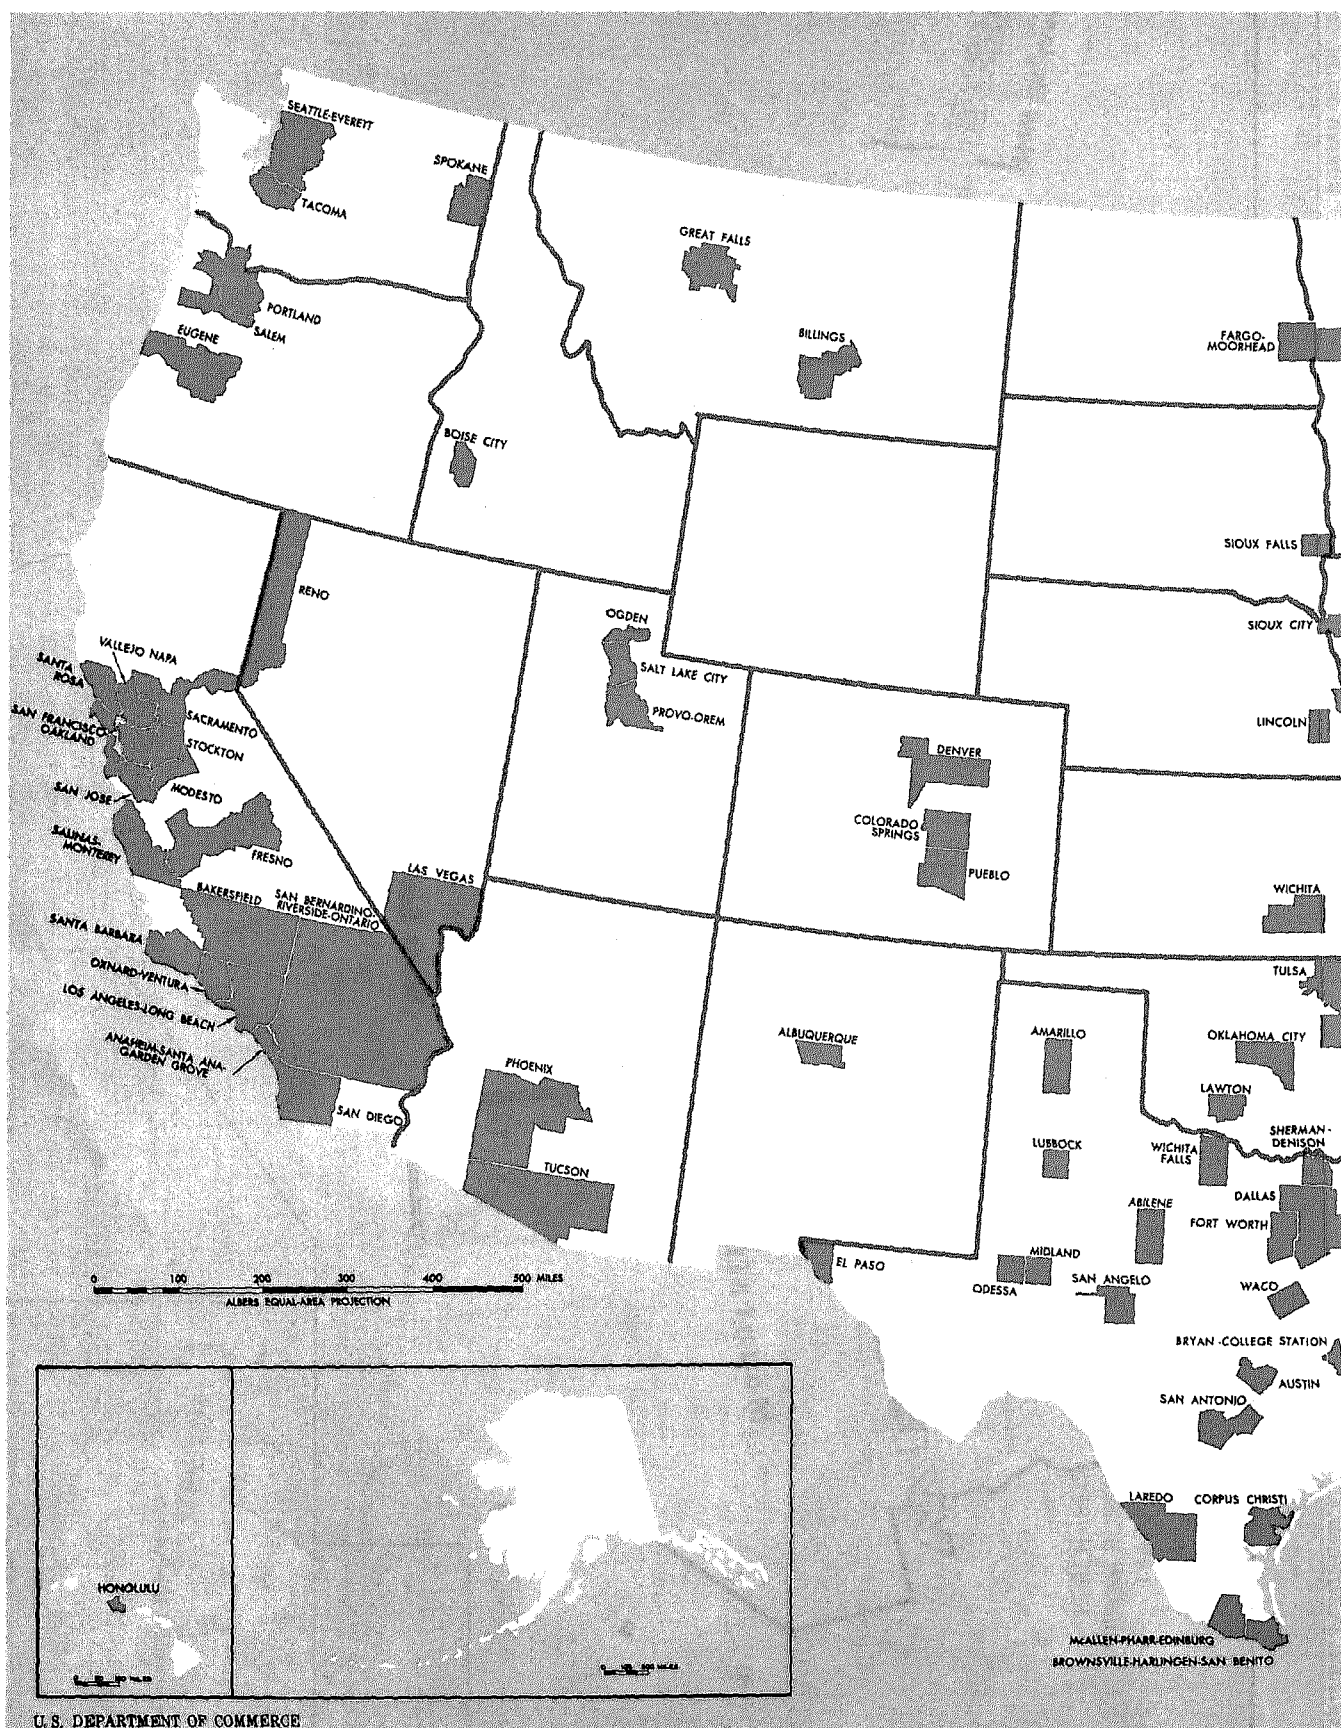 SEATTLE-EVERETT
SPOKANE
TACOMA
GREAT FALLS
PORTLAND
SALEM
EUGENE
BILLINGS
FARGO-
MOORHEAD
BOISE CITY
SIOUX FALLS
RENO
OGDEN
SIOUX CITY
VALLEJO NAPA
SANTA
ROSA
SALT LAKE CITY
SAN FRANCISCO
OAKLAND
SACRAMENTO
PROVO-OREM
LINCOLN
STOCKTON
DENVER
SAN JOSE
MODESTO
COLORADO
SPRINGS
SALINAS-
MONTEREY
FRESNO
PUEBLO
LAS VEGAS
WICHITA
BAKERSFIELD
SAN BERNARDINO-
RIVERSIDE-ONTARIO
SANTA BARBARA
OXNARD-VENTURA
TULSA
LOS ANGELES-LONG BEACH
ANAHEIM-SANTA ANA-
GARDEN GROVE
ALBUQUERQUE
AMARILLO
OKLAHOMA CITY
PHOENIX
LAWTON
SAN DIEGO
SHERMAN-
DENISON
LUBBOCK
WICHITA
FALLS
TUCSON
DALLAS
ABILENE
FORT WORTH
EL PASO
MIDLAND
ODESSA
SAN ANGELO
WACO
0 100 200 300 400 500 MILES
ALBERS EQUAL-AREA PROJECTION
BRYAN-COLLEGE STATION
AUSTIN
SAN ANTONIO
LAREDO
CORPUS CHRISTI
HONOLULU
McALLEN-PHARR-EDINBURG
BROWNSVILLE-HARLINGEN-SAN BENITO
U.S. DEPARTMENT OF COMMERCE